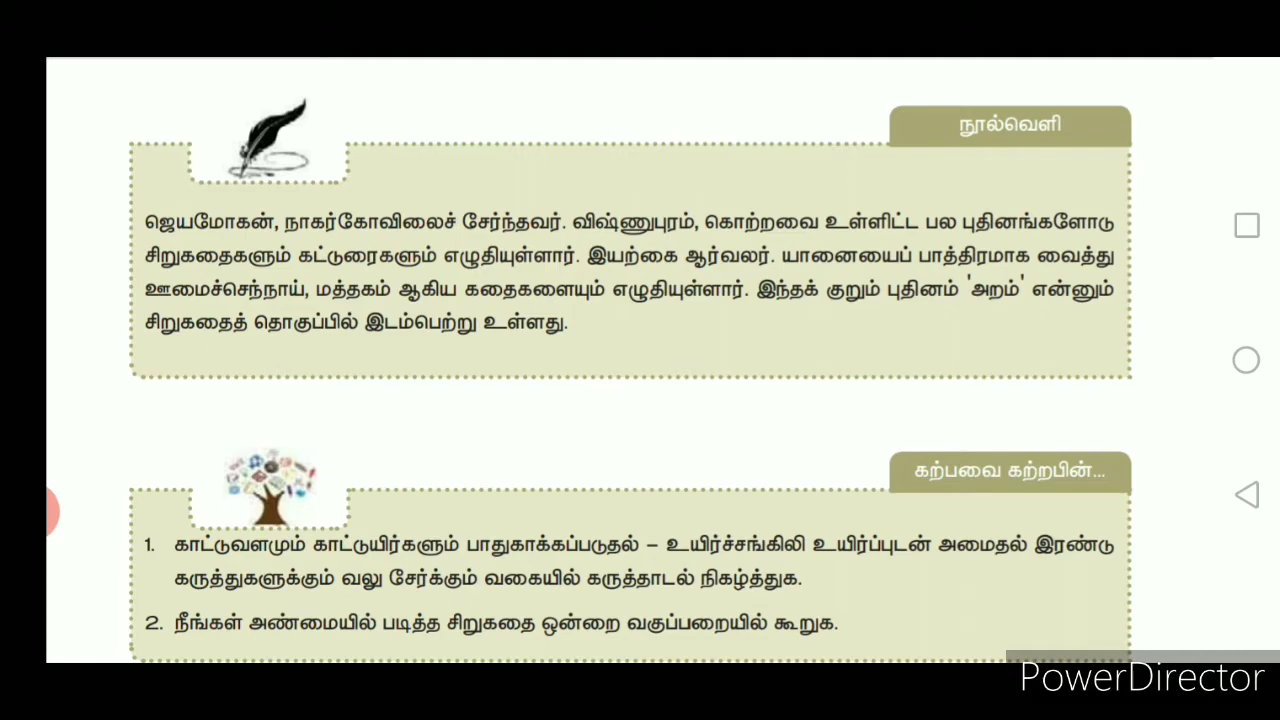 நூல்வெளி
ஜெயமோகன், நாகர்கோவிலைச் சேர்ந்தவர். விஷ்ணுபுரம், கொற்றவை உள்ளிட்ட பல புதினங்களோடு
சிறுகதைகளும் கட்டுரைகளும் எழுதியுள்ளார். இயற்கை ஆர்வலர். யானையைப் பாத்திரமாக வைத்து
ஊமைச்செந்நாய், மத்தகம் ஆகிய கதைகளையும் எழுதியுள்ளார். இந்தக் குறும் புதினம் 'அறம்' என்னும்
சிறுகதைத் தொகுப்பில் இடம்பெற்று உள்ளது.
கற்பவை கற்றபின்...
1. காட்டுவளமும் காட்டுயிர்களும் பாதுகாக்கப்படுதல் – உயிர்ச்சங்கிலி உயிர்ப்புடன் அமைதல் இரண்டு
கருத்துகளுக்கும் வலு சேர்க்கும் வகையில் கருத்தாடல் நிகழ்த்துக.
2. நீங்கள் அண்மையில் படித்த சிறுகதை ஒன்றை வகுப்பறையில் கூறுக.
PowerDirector